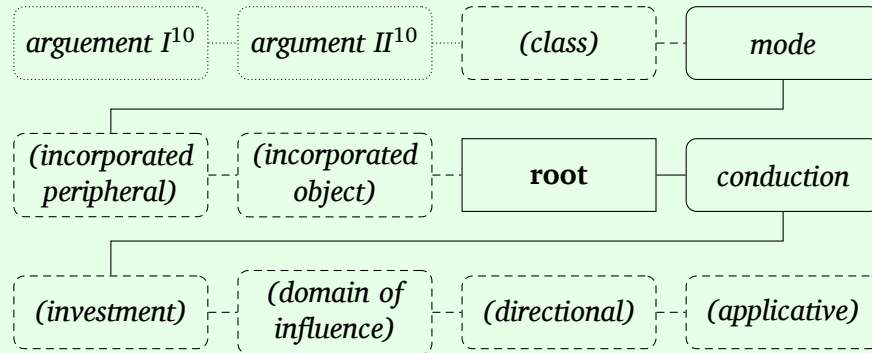 arguement I¹⁰ argument II¹⁰ (class) mode
(incorporated peripheral) (incorporated object) root conduction
(investment) (domain of influence) (directional) (applicative)